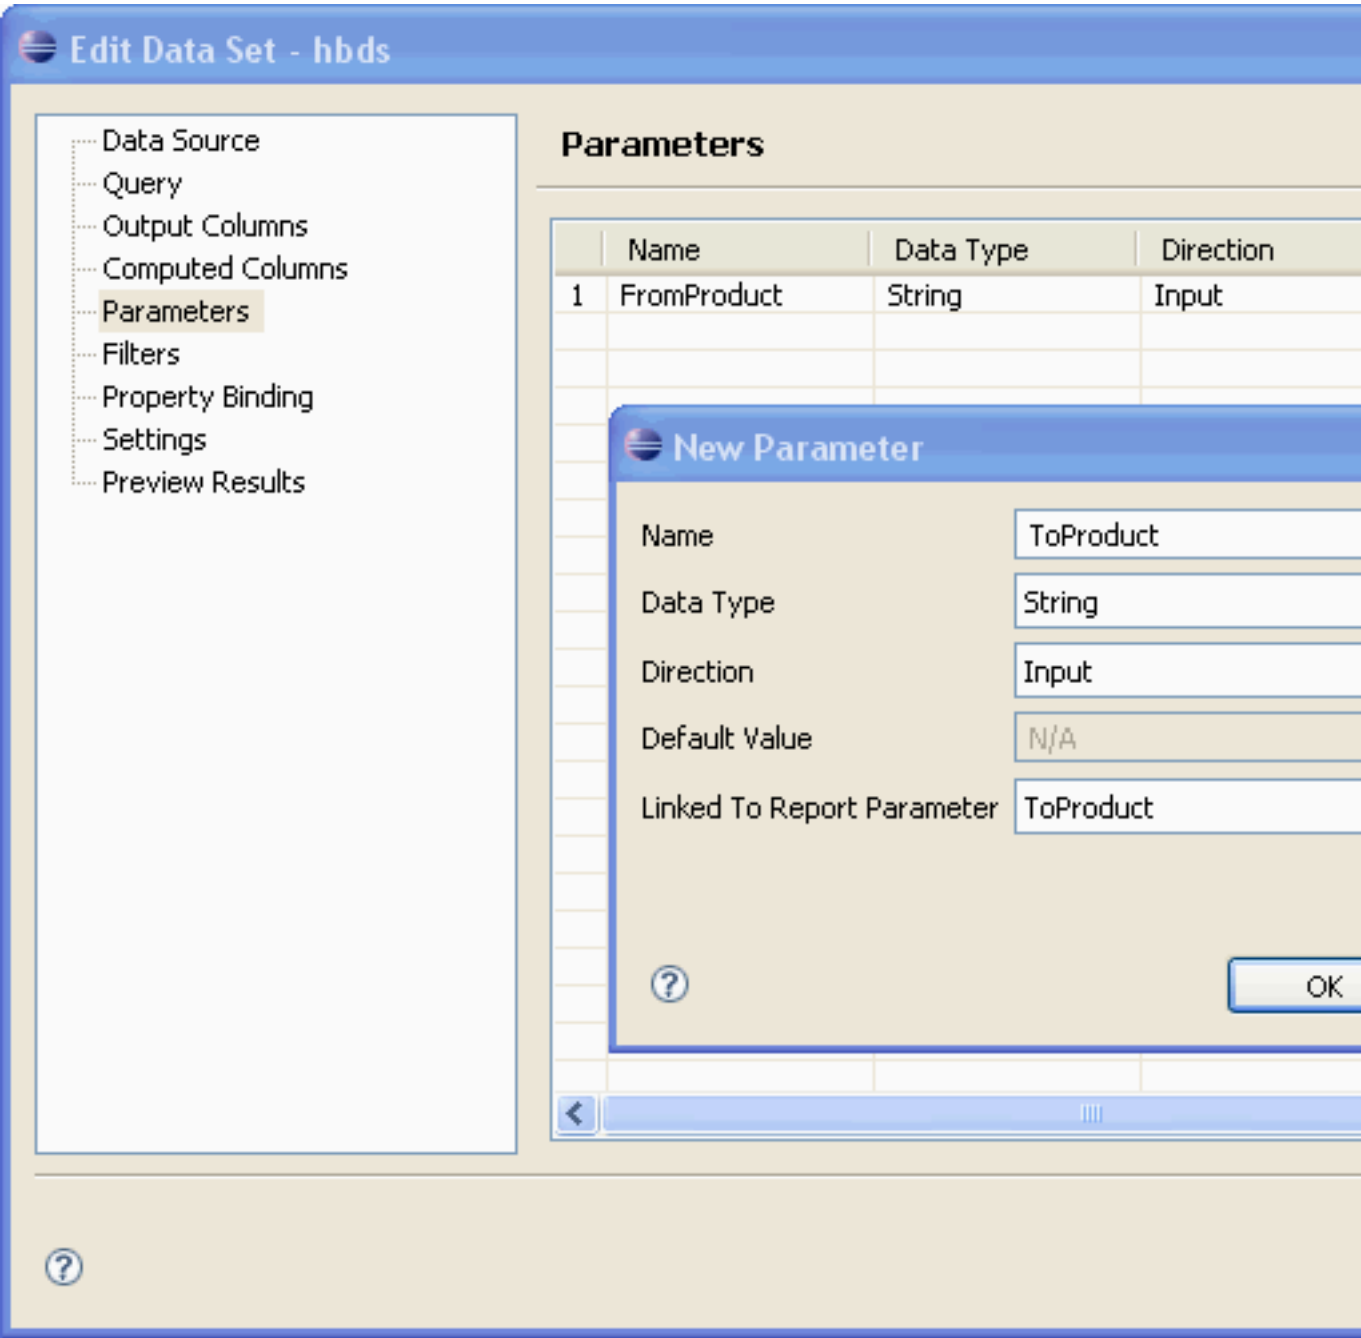 Edit Data Set - hbds
Data Source
Query
Output Columns
Computed Columns
Parameters
Filters
Property Binding
Settings
Preview Results
Parameters
Name Data Type Direction
1 FromProduct String Input
New Parameter
Name ToProduct
Data Type String
Direction Input
Default Value N/A
Linked To Report Parameter ToProduct
?
OK
?